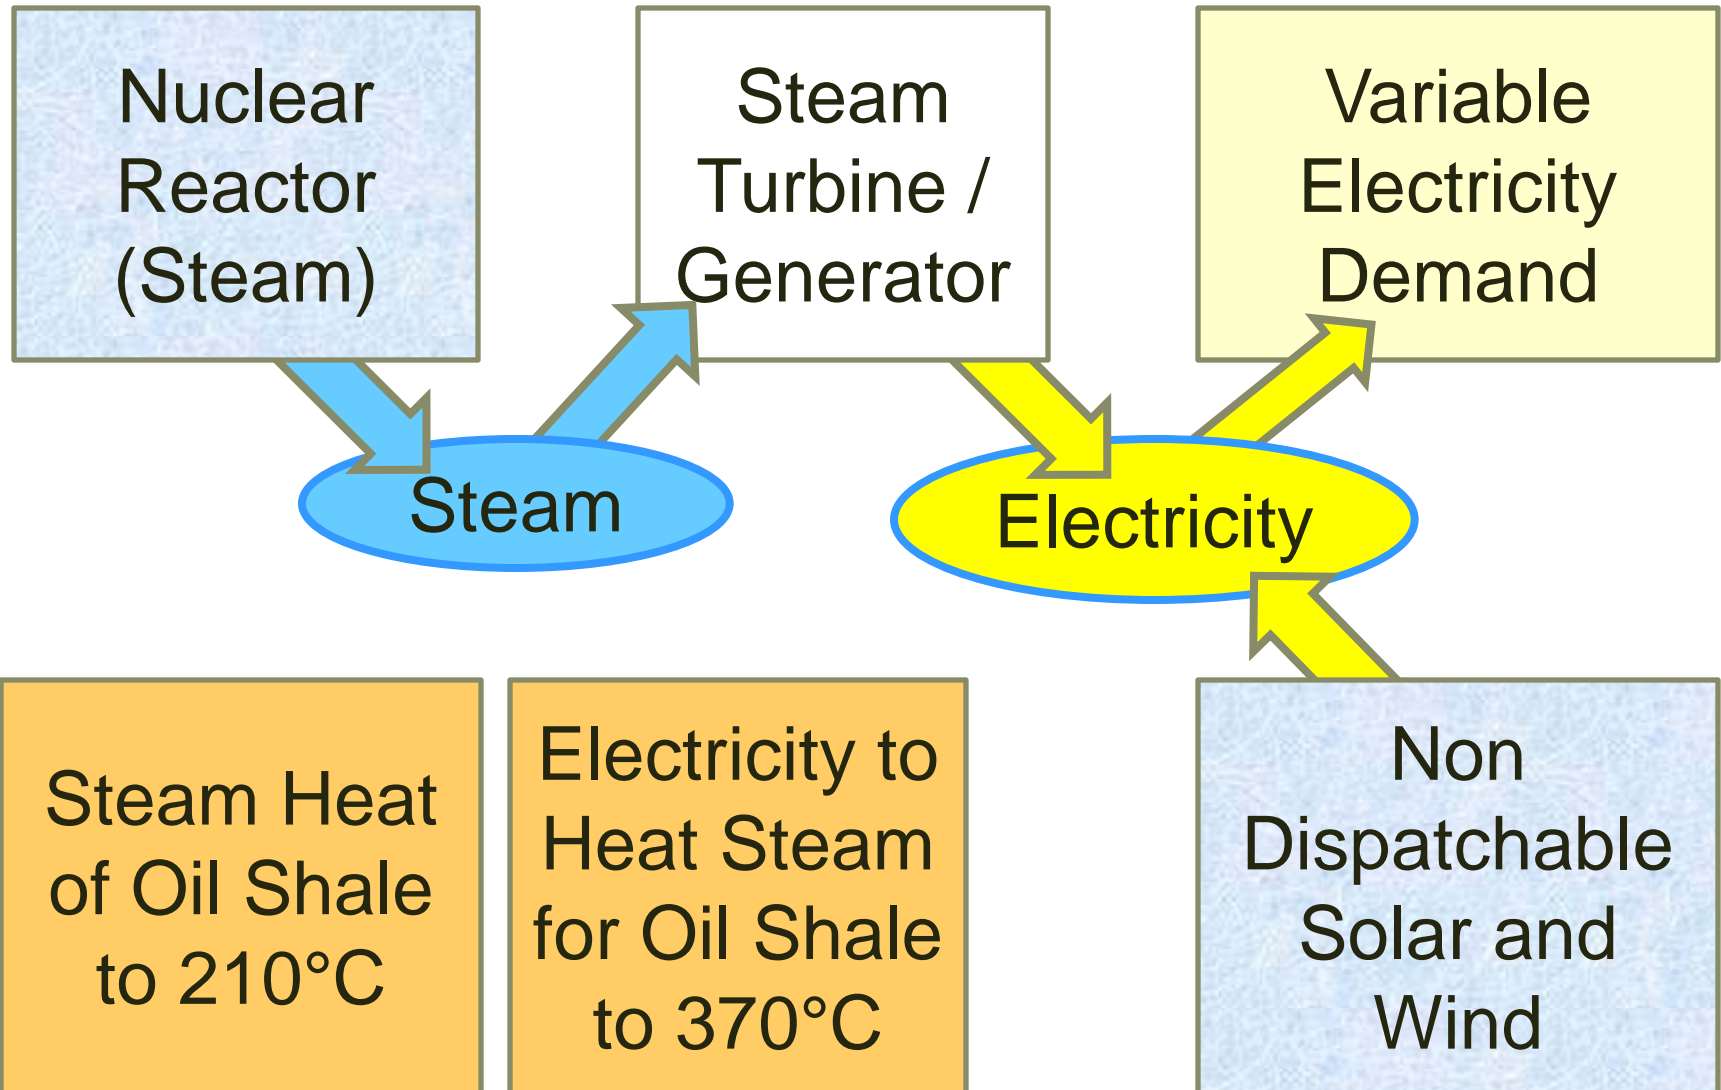 Nuclear
Reactor
(Steam)
Steam
Turbine /
Generator
Variable
Electricity
Demand
Steam
Electricity
Steam Heat
of Oil Shale
to 210°C
Electricity to
Heat Steam
for Oil Shale
to 370°C
Non
Dispatchable
Solar and
Wind